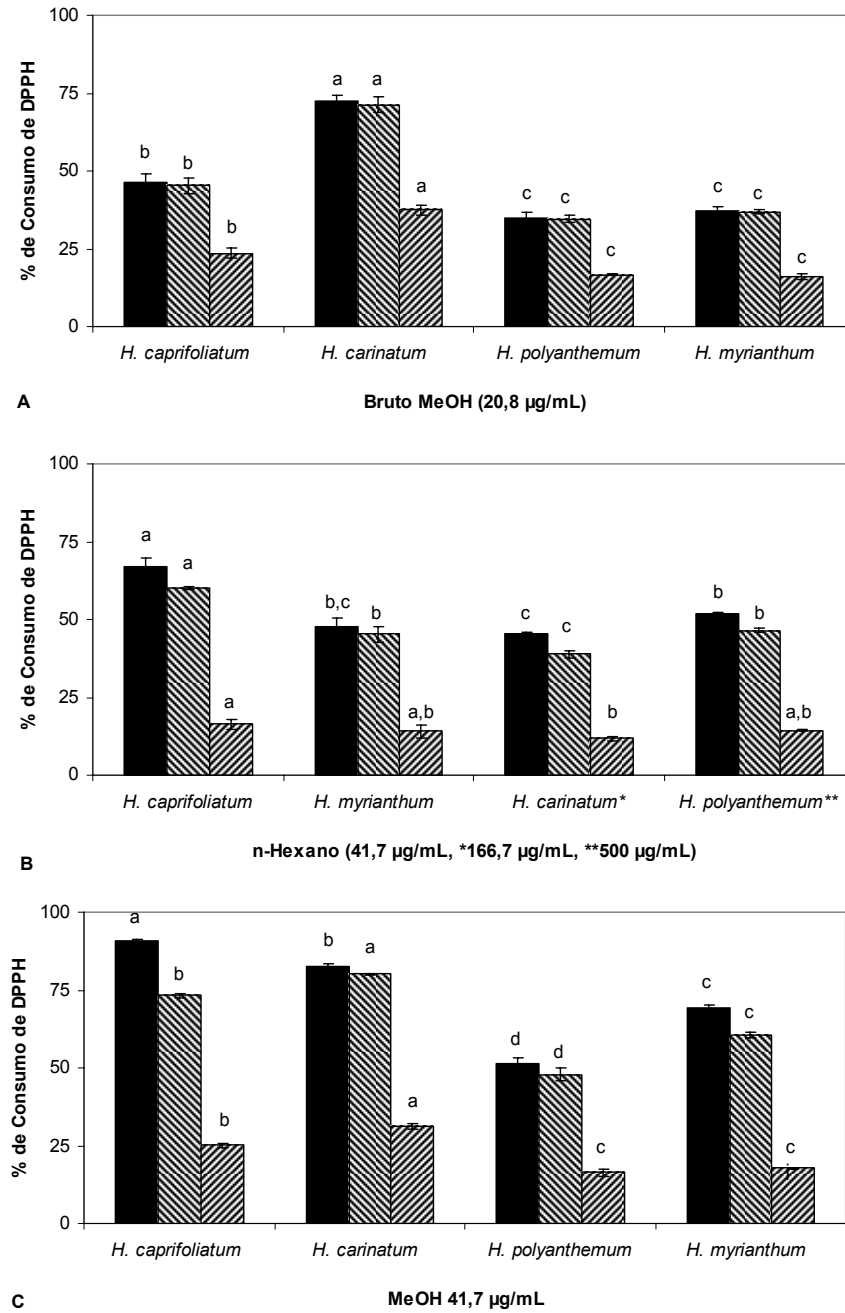 100
a a
75
b b
a
50
c c
c c
b
25
c
c
0
% de Consumo de DPPH
H. caprifoliatum H. carinatum H. polyanthemum H. myrianthum
A
Bruto MeOH (20,8 µg/mL)
100
a
a
75
b,c b
c c
b b
50
a
a,b
b
a,b
25
0
% de Consumo de DPPH
H. caprifoliatum H. myrianthum H. carinatum* H. polyanthemum**
n-Hexano (41,7 µg/mL, *166,7 µg/mL, **500 µg/mL)
B
100
a
b a
b
75
c
c
d d
50
b
a
c
c
25
0
% de Consumo de DPPH
H. caprifoliatum H. carinatum H. polyanthemum H. myrianthum
C
MeOH 41,7 µg/mL